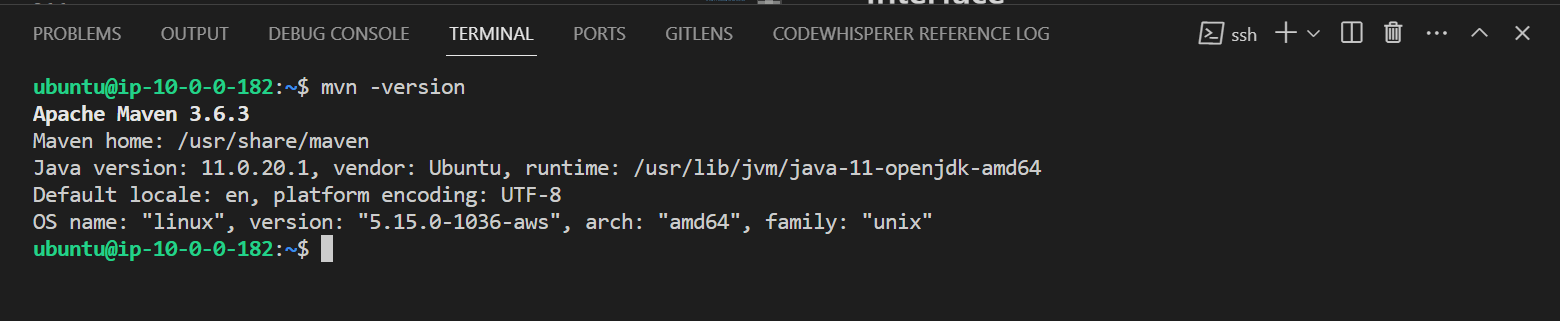 Interface
PROBLEMS OUTPUT DEBUG CONSOLE TERMINAL PORTS GITLENS CODEWHISPERER REFERENCE LOG ssh
ubuntu@ip-10-0-0-182:~$ mvn -version
Apache Maven 3.6.3
Maven home: /usr/share/maven
Java version: 11.0.20.1, vendor: Ubuntu, runtime: /usr/lib/jvm/java-11-openjdk-amd64
Default locale: en, platform encoding: UTF-8
OS name: "linux", version: "5.15.0-1036-aws", arch: "amd64", family: "unix"
ubuntu@ip-10-0-0-182:~$